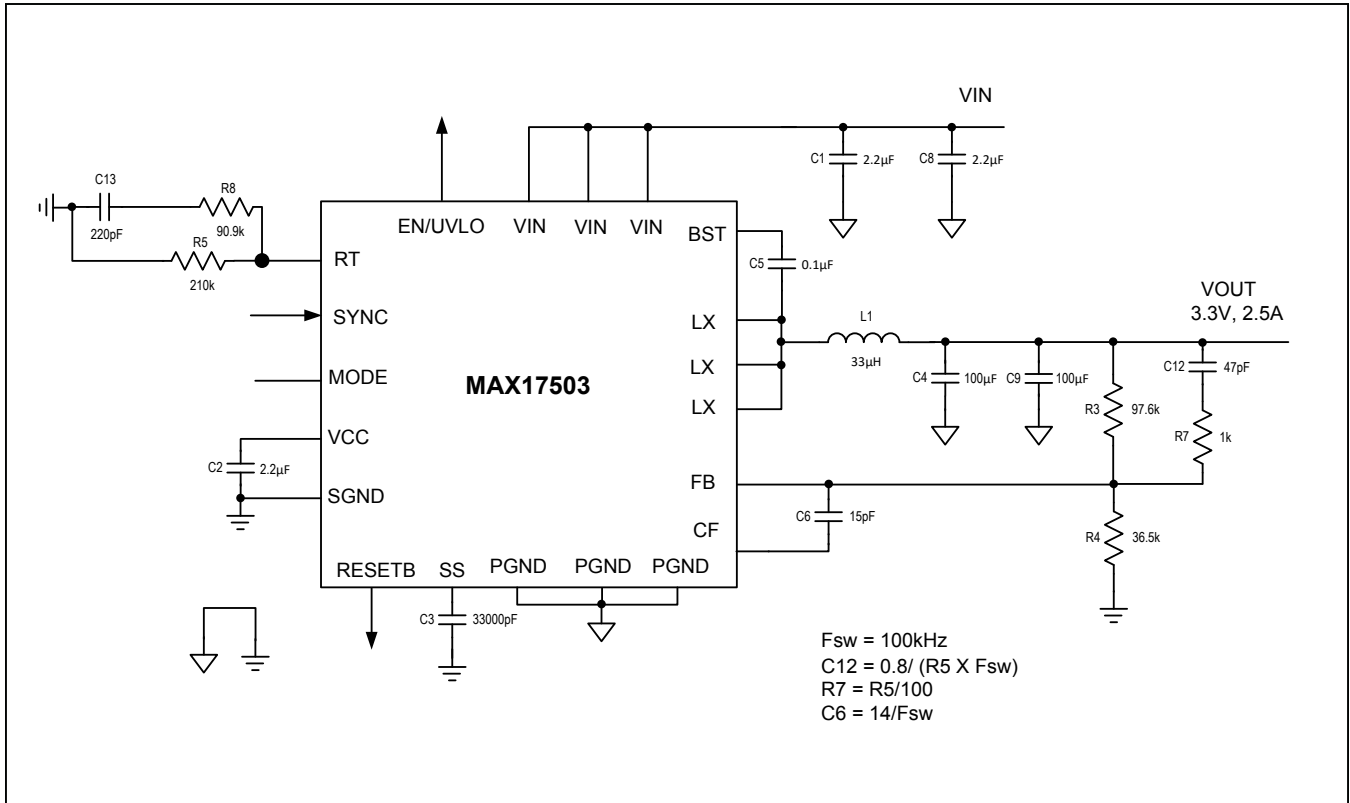 VIN
C1 2.2µF
C8 2.2µF
C13
220pF
R8
90.9k
R5
210k
EN/UVLO VIN VIN VIN
BST
C5 0.1µF
RT
SYNC
MODE
VCC
SGND
C2 2.2µF
MAX17503
LX
LX
LX
L1
33µH
VOUT
3.3V, 2.5A
C4 100µF
C9 100µF
R3 97.6k
C12 47pF
R7 1k
FB
CF
C6 15pF
R4 36.5k
RESETB SS PGND PGND PGND
C3 33000pF
Fsw = 100kHz
C12 = 0.8/ (R5 X Fsw)
R7 = R5/100
C6 = 14/Fsw